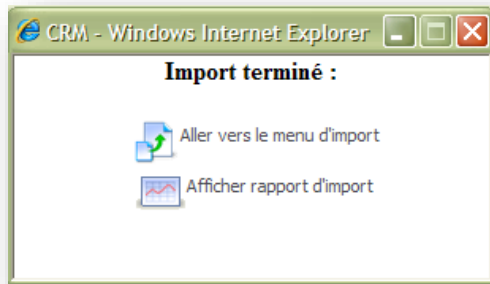 CRM - Windows Internet Explorer
Import terminé :
Aller vers le menu d'import
Afficher rapport d'import